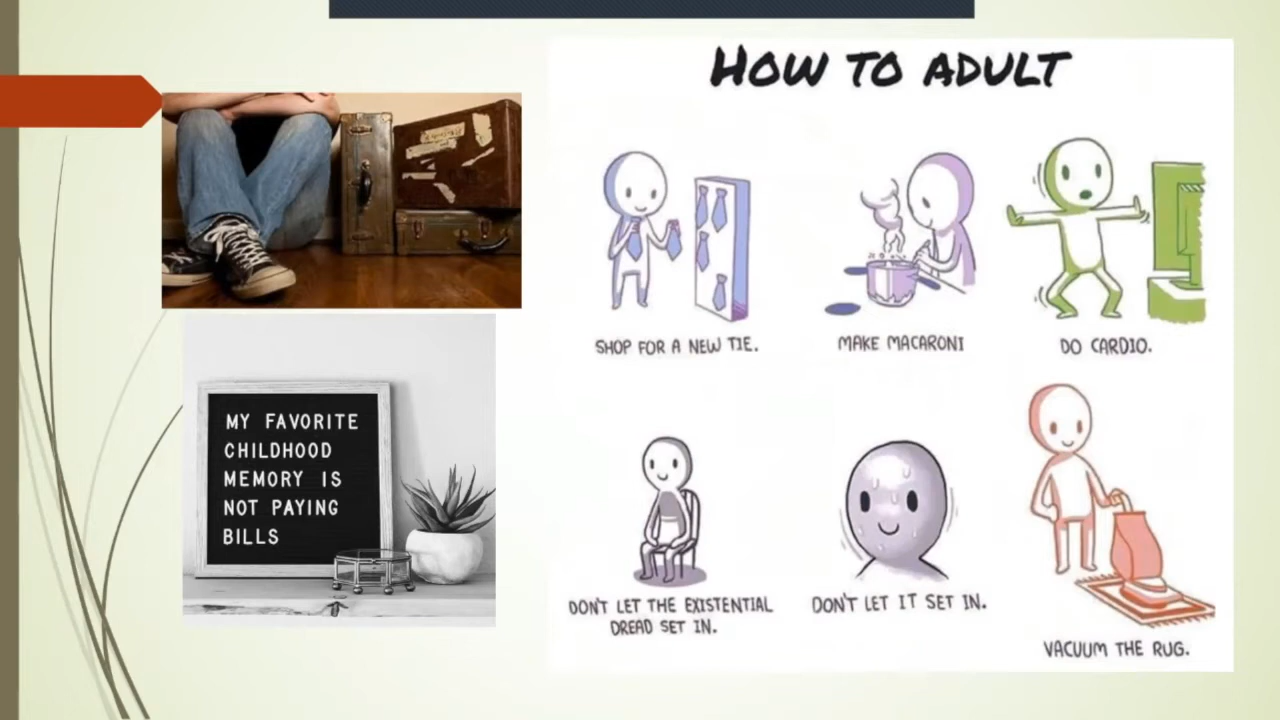 HOW TO ADULT
SHOP FOR A NEW TIE.
MAKE MACARONI
DO CARDIO.
DON'T LET THE EXISTENTIAL
DREAD SET IN.
DON'T LET IT SET IN.
VACUUM THE RUG.
MY FAVORITE
CHILDHOOD
MEMORY IS
NOT PAYING
BILLS